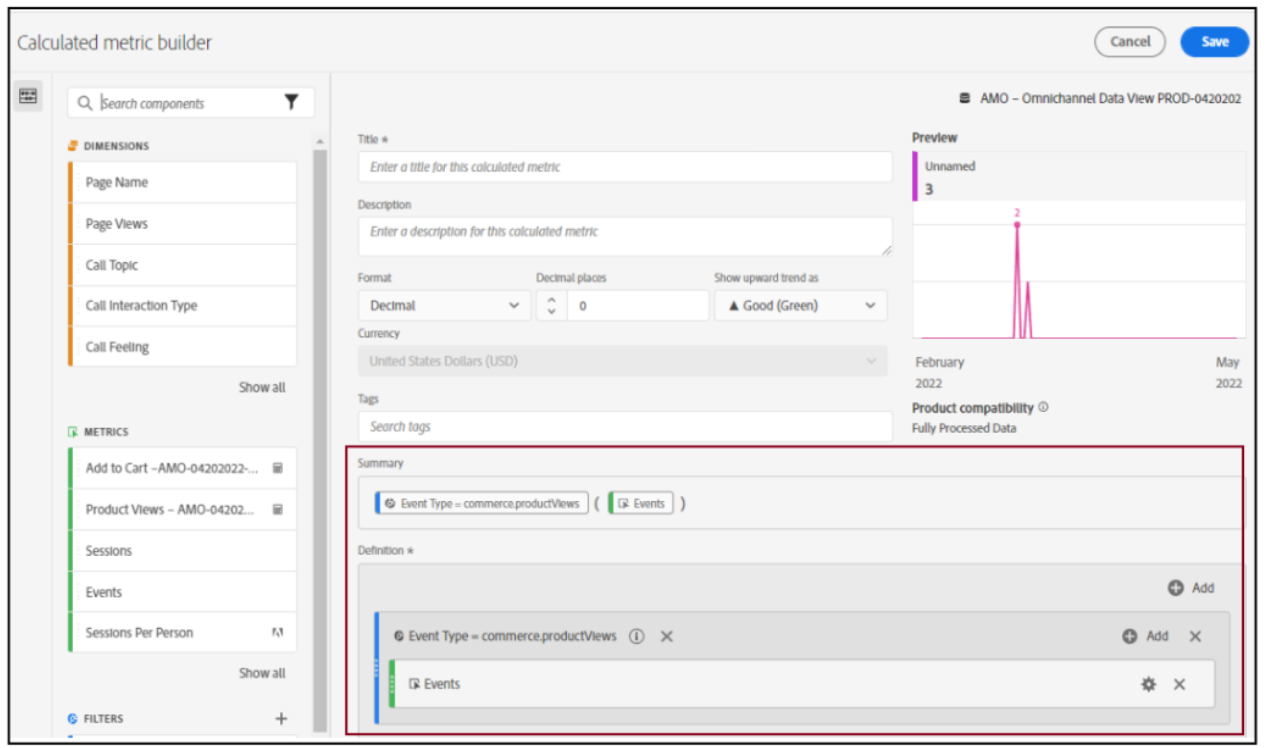 Calculated metric builder
Cancel
Save
Search components
AMO – Omnichannel Data View PROD-0420202
DIMENSIONS
Page Name
Page Views
Call Topic
Call Interaction Type
Call Feeling
Show all
METRICS
Add to Cart –AMO-04202022-...
Product Views – AMO-04202...
Sessions
Events
Sessions Per Person
Show all
FILTERS
Title *
Enter a title for this calculated metric
Description
Enter a description for this calculated metric
Format
Decimal places
Show upward trend as
Decimal
0
▲ Good (Green)
Currency
United States Dollars (USD)
Tags
Search tags
Preview
Unnamed
3
2
February
2022
May
2022
Product compatibility
Fully Processed Data
Summary
Event Type = commerce.productViews ( Events )
Definition *
Add
Event Type = commerce.productViews
Add
Events